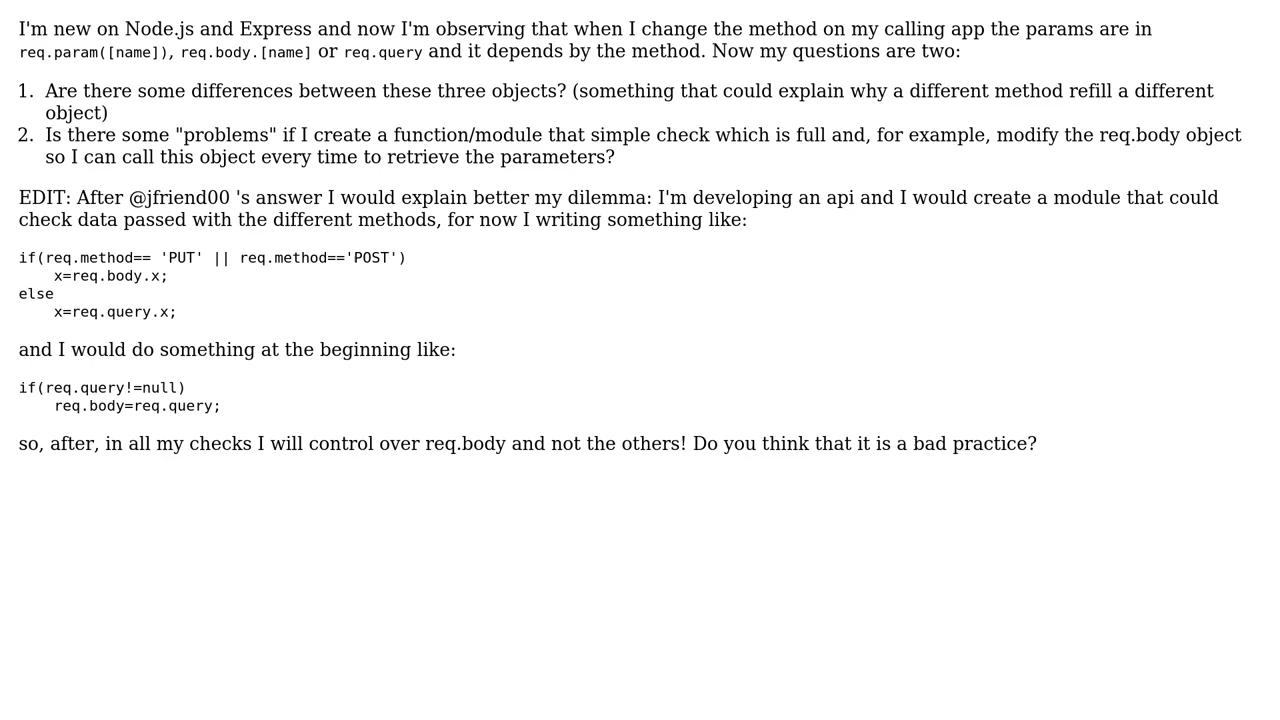 I'm new on Node.js and Express and now I'm observing that when I change the method on my calling app the params are in
req.param([name]), req.body.[name] or req.query and it depends by the method. Now my questions are two:
1. Are there some differences between these three objects? (something that could explain why a different method refill a different
object)
2. Is there some "problems" if I create a function/module that simple check which is full and, for example, modify the req.body object
so I can call this object every time to retrieve the parameters?
EDIT: After @jfriend00 's answer I would explain better my dilemma: I'm developing an api and I would create a module that could
check data passed with the different methods, for now I writing something like:
if(req.method== 'PUT' || req.method=='POST')
    x=req.body.x;
else
    x=req.query.x;
and I would do something at the beginning like:
if(req.query!=null)
    req.body=req.query;
so, after, in all my checks I will control over req.body and not the others! Do you think that it is a bad practice?